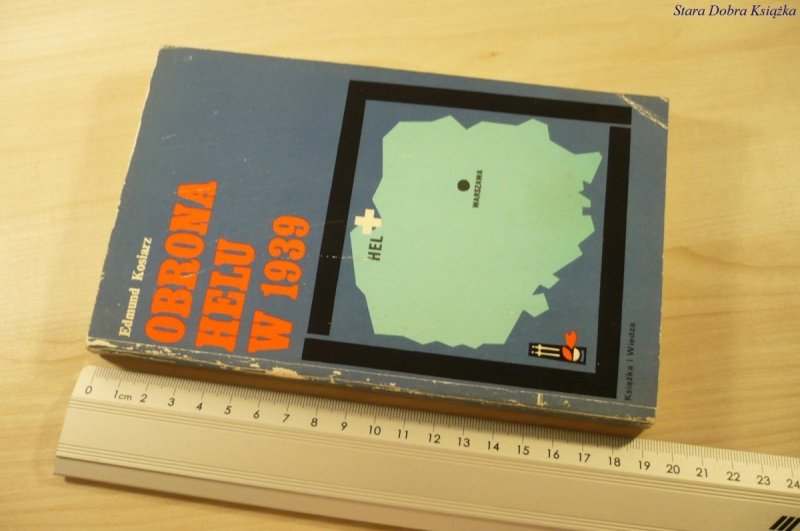 Stara Dobra Książka
Edmund Kosiarz
OBRONA
HELU
W 1939
HEL
WARSZAWA
Książka i Wiedza
0 1cm 2 3 4 5 6 7 8 9 10 11 12 13 14 15 16 17 18 19 20 21 22 23 24